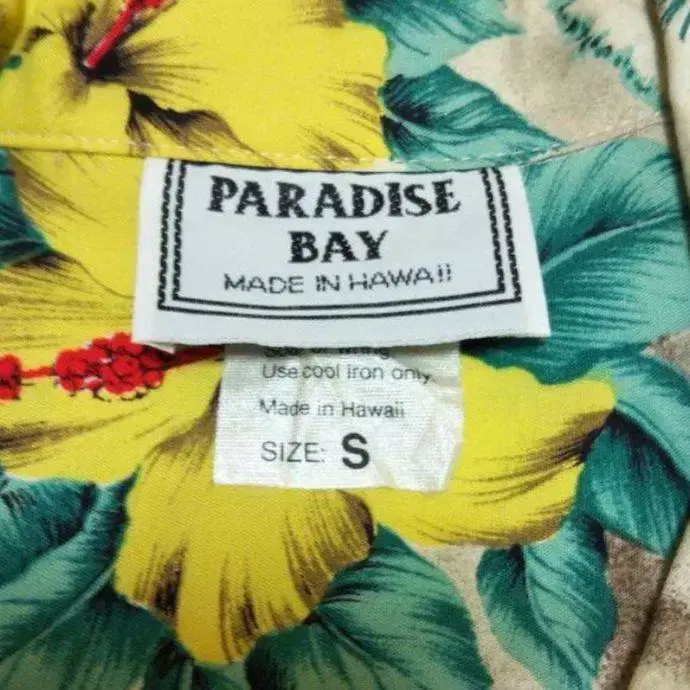 PARADISE
BAY
MADE IN HAWAII
Use cool iron only.
Made in Hawaii
SIZE: S